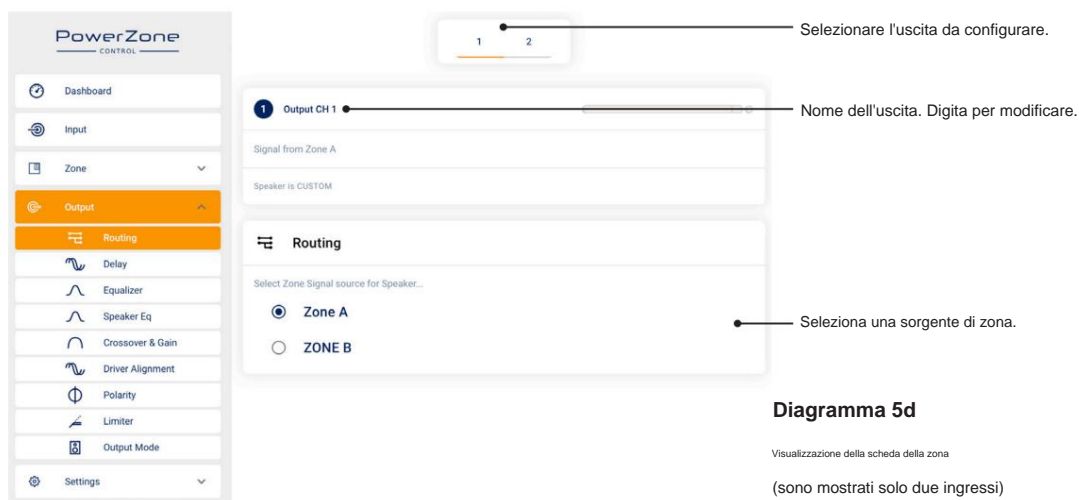 PowerZone
CONTROL
Dashboard
Input
Zone
Output
Routing
Delay
Equalizer
Speaker Eq
Crossover & Gain
Driver Alignment
Polarity
Limiter
Output Mode
Settings
1 2
1 Output CH 1
Signal from Zone A
Speaker is CUSTOM
Routing
Select Zone Signal source for Speaker...
Zone A
ZONE B
Selezionare l'uscita da configurare.
Nome dell'uscita. Digita per modificare.
Seleziona una sorgente di zona.
Diagramma 5d
Visualizzazione della scheda della zona
(sono mostrati solo due ingressi)